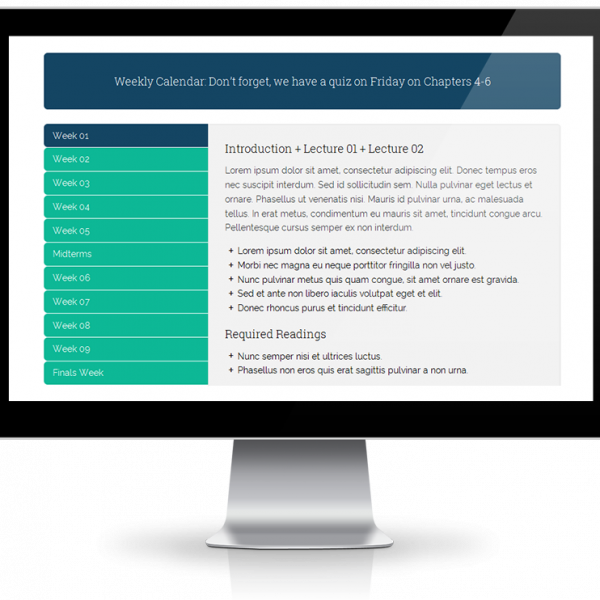 Weekly Calendar: Don't forget, we have a quiz on Friday on Chapters 4-6
Week 01
Week 02
Week 03
Week 04
Week 05
Midterms
Week 06
Week 07
Week 08
Week 09
Finals Week
Introduction + Lecture 01 + Lecture 02
Lorem ipsum dolor sit amet, consectetur adipiscing elit. Donec tempus eros
nec suscipit interdum. Sed id sollicitudin sem. Nulla pulvinar eget lectus et
ornare. Phasellus ut venenatis nisi. Mauris id pulvinar urna, ac malesuada
tellus. In erat metus, condimentum eu mauris sit amet, tincidunt congue arcu.
Pellentesque cursus semper ex non interdum.
+ Lorem ipsum dolor sit amet, consectetur adipiscing elit.
+ Morbi nec magna eu neque porttitor fringilla non vel justo.
+ Nunc pulvinar metus quis quam congue, sit amet ornare est gravida.
+ Sed et ante non libero iaculis volutpat eget et elit.
+ Donec rhoncus purus et tincidunt efficitur.
Required Readings
+ Nunc semper nisi et ultrices luctus.
+ Phasellus non eros quis erat sagittis pulvinar a non urna.